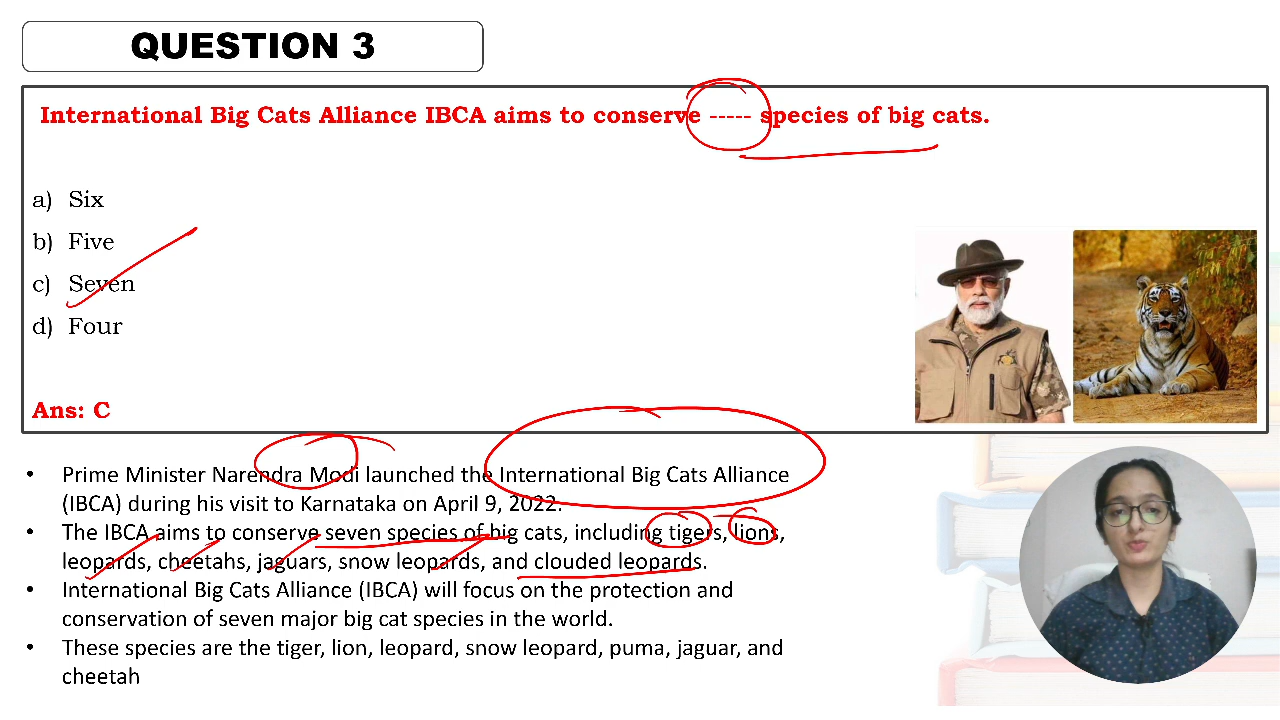 QUESTION 3
International Big Cats Alliance IBCA aims to conserve ----- species of big cats.
a) Six
b) Five
c) Seven
d) Four
Ans: C
• Prime Minister Narendra Modi launched the International Big Cats Alliance
(IBCA) during his visit to Karnataka on April 9, 2022.
• The IBCA aims to conserve seven species of big cats, including tigers, lions,
leopards, cheetahs, jaguars, snow leopards, and clouded leopards.
• International Big Cats Alliance (IBCA) will focus on the protection and
conservation of seven major big cat species in the world.
• These species are the tiger, lion, leopard, snow leopard, puma, jaguar, and
cheetah